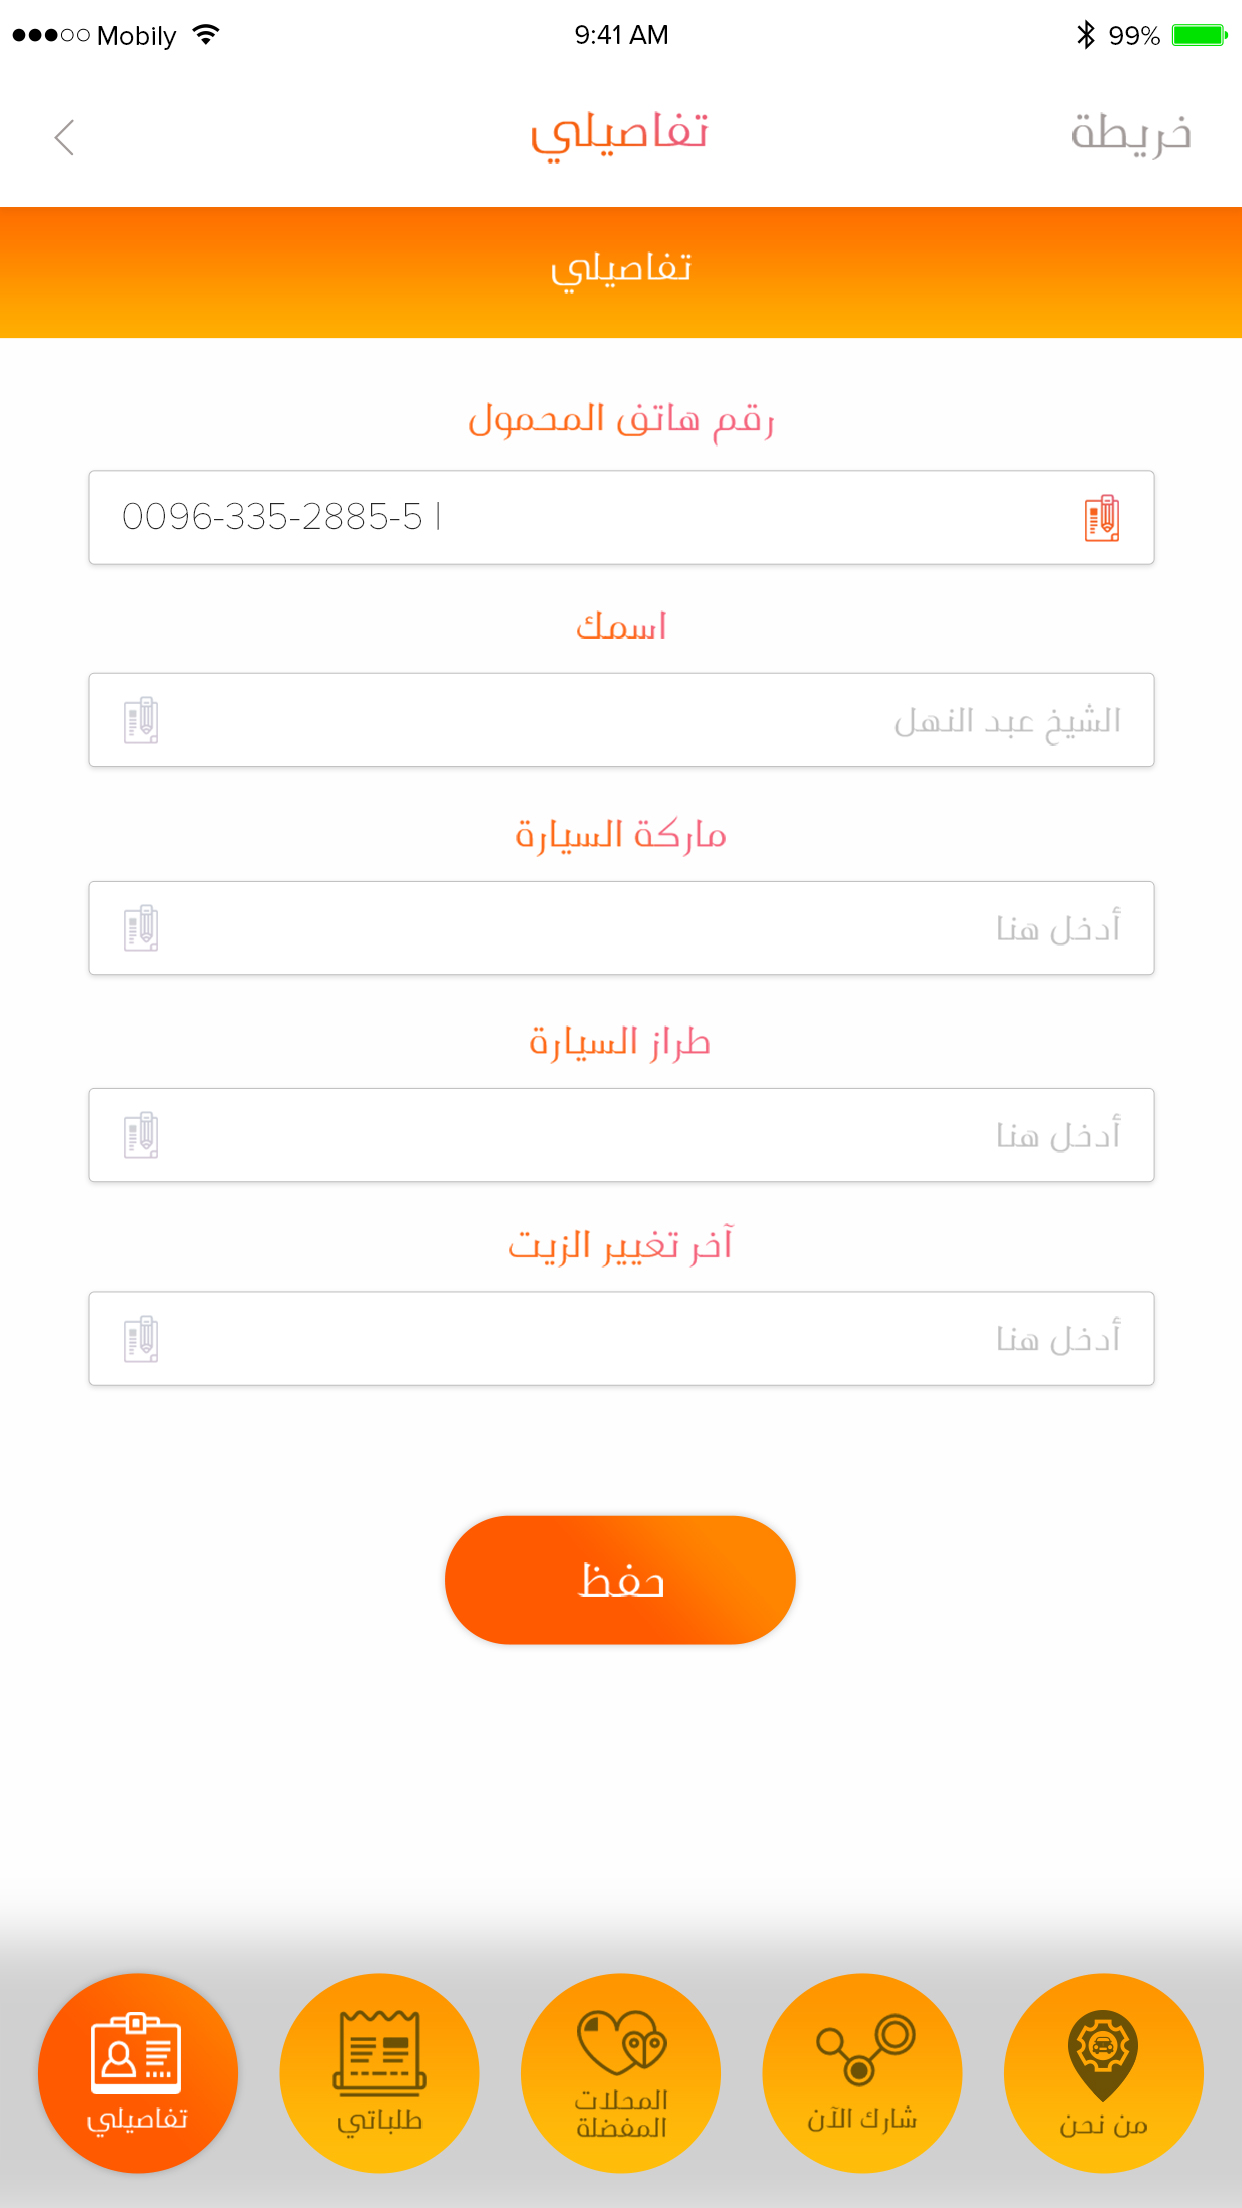 Mobily 9:41 AM 99%
خريطة
تفاصيلي
تفاصيلي
رقم هاتف المحمول
0096-335-2885-5
اسمك
الشيخ عبد النهل
ماركة السيارة
أدخل هنا
طراز السيارة
أدخل هنا
آخر تغيير الزيت
أدخل هنا
حفظ
من نحن
شارك الآن
المحلات
المفضلة
طلباتي
تفاصيلي